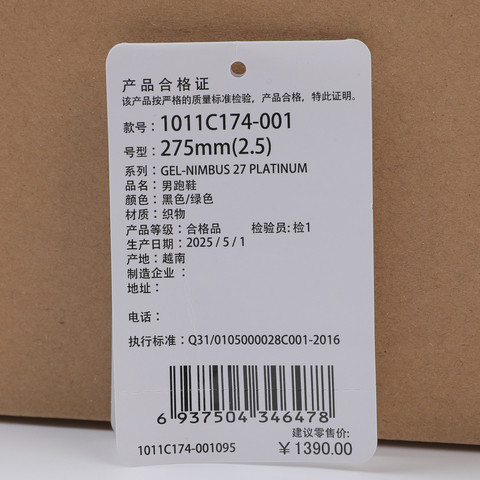 产品合格证
该产品按严格的质量标准检验，产品合格，特此证明。
款号：1011C174-001
号型：275mm(2.5)
系列：GEL-NIMBUS 27 PLATINUM
品名：男跑鞋
颜色：黑色/绿色
材质：织物
产品等级：合格品 检验员: 检1
生产日期：2025 / 5 / 1
产地：越南
制造企业：
地址：
电话：
执行标准：Q31/0105000028C001-2016
6 937504 346478
建议零售价:
1011C174-001095 ￥1390.00